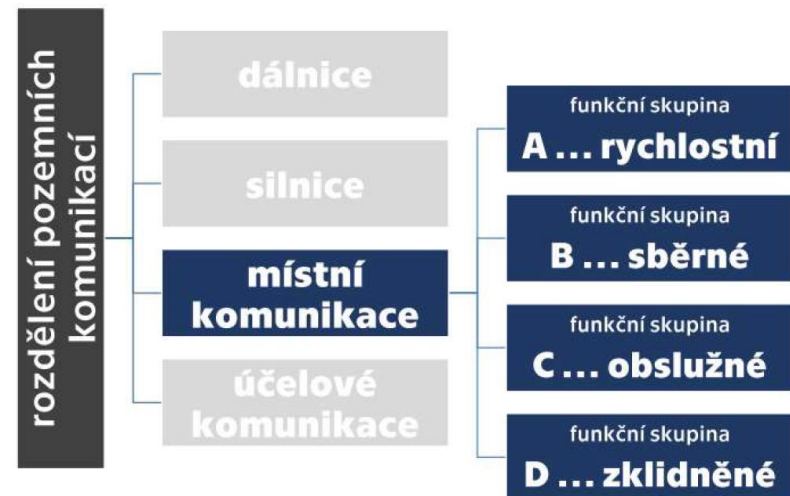 rozdělení pozemních
komunikací
dálnice
silnice
místní
komunikace
účelové
komunikace
funkční skupina
A ... rychlostní
funkční skupina
B ... sběrné
funkční skupina
C ... obslužné
funkční skupina
D ... zklidněné